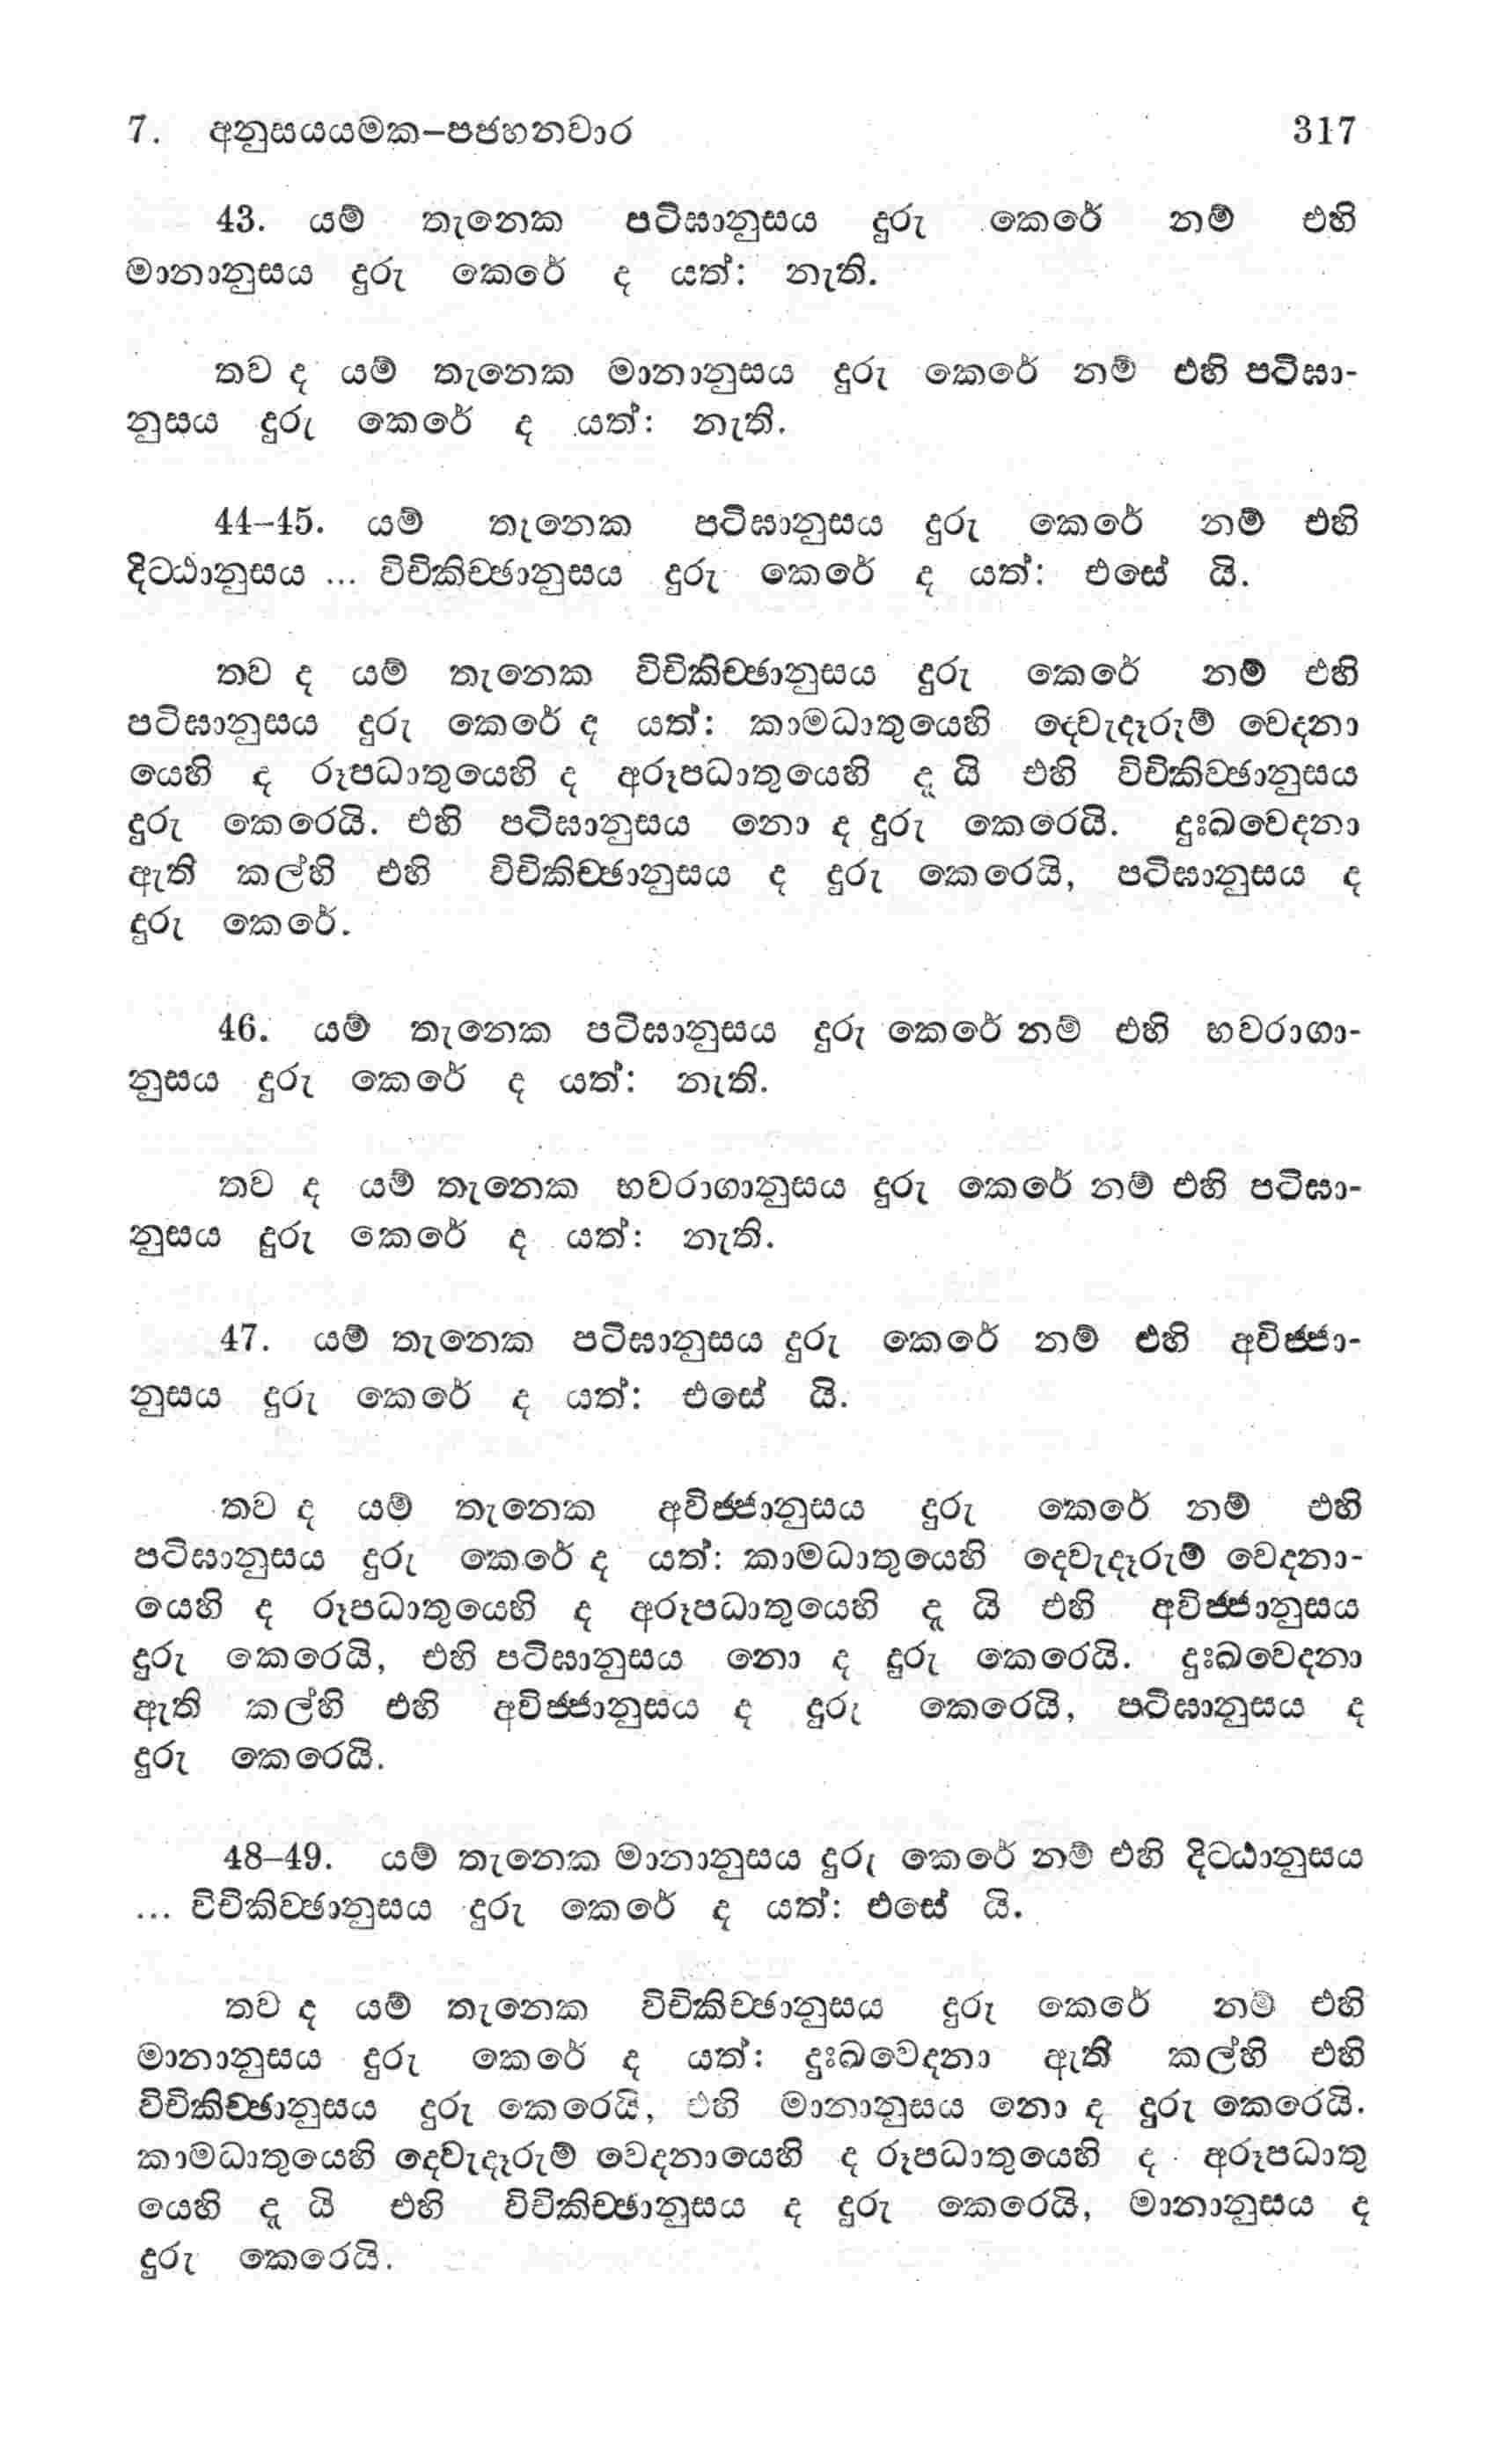 7. අනුසයයමක–පජහනවාර 317
43. යම් තැනෙක පටිඝානුසය දුරු කෙරේ නම් එහි
මානානුසය දුරු කෙරේ ද යත්: නැති.
තව ද යම් තැනෙක මානානුසය දුරු කෙරේ නම් එහි පටිඝා-
නුසය දුරු කෙරේ ද යත්: නැති.
44–45. යම් තැනෙක පටිඝානුසය දුරු කෙරේ නම් එහි
දිට්ඨානුසය ... විචිකිච්ඡානුසය දුරු කෙරේ ද යත්: එසේ යි.
තව ද යම් තැනෙක විචිකිච්ඡානුසය දුරු කෙරේ නම් එහි
පටිඝානුසය දුරු කෙරේ ද යත්: කාමධාතුයෙහි දෙවැදෑරුම් වෙදනා
යෙහි ද රූපධාතුයෙහි ද අරූපධාතුයෙහි දැ යි එහි විචිකිච්ඡානුසය
දුරු කෙරෙයි. එහි පටිඝානුසය නො ද දුරු කෙරෙයි. දුඃඛවෙදනා
ඇති කල්හි එහි විචිකිච්ඡානුසය ද දුරු කෙරෙයි, පටිඝානුසය ද
දුරු කෙරේ.
46. යම් තැනෙක පටිඝානුසය දුරු කෙරේ නම් එහි භවරාගා-
නුසය දුරු කෙරේ ද යත්: නැති.
තව ද යම් තැනෙක භවරාගානුසය දුරු කෙරේ නම් එහි පටිඝා-
නුසය දුරු කෙරේ ද යත්: නැති.
47. යම් තැනෙක පටිඝානුසය දුරු කෙරේ නම් එහි අවිජ්ජා-
නුසය දුරු කෙරේ ද යත්: එසේ යි.
තව ද යම් තැනෙක අවිජ්ජානුසය දුරු කෙරේ නම් එහි
පටිඝානුසය දුරු කෙරේ ද යත්: කාමධාතුයෙහි දෙවැදෑරුම් වෙදනා-
යෙහි ද රූපධාතුයෙහි ද අරූපධාතුයෙහි දැ යි එහි අවිජ්ජානුසය
දුරු කෙරෙයි, එහි පටිඝානුසය නො ද දුරු කෙරෙයි. දුඃඛවෙදනා
ඇති කල්හි එහි අවිජ්ජානුසය ද දුරු කෙරෙයි, පටිඝානුසය ද
දුරු කෙරෙයි.
48–49. යම් තැනෙක මානානුසය දුරු කෙරේ නම් එහි දිට්ඨානුසය
... විචිකිච්ඡානුසය දුරු කෙරේ ද යත්: එසේ යි.
තව ද යම් තැනෙක විචිකිච්ඡානුසය දුරු කෙරේ නම් එහි
මානානුසය දුරු කෙරේ ද යත්: දුඃඛවෙදනා ඇති කල්හි එහි
විචිකිච්ඡානුසය දුරු කෙරෙයි, එහි මානානුසය නො ද දුරු කෙරෙයි.
කාමධාතුයෙහි දෙවැදෑරුම් වෙදනායෙහි ද රූපධාතුයෙහි ද අරූපධාතු
යෙහි දැ යි එහි විචිකිච්ඡානුසය ද දුරු කෙරෙයි, මානානුසය ද
දුරු කෙරෙයි.